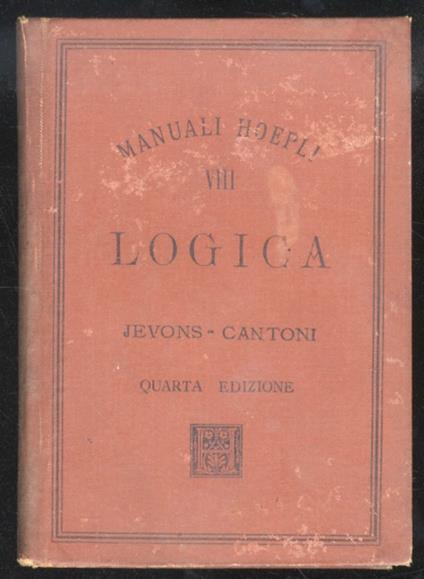 MANUALI HOEPLI
VIII
LOGICA
JEVONS - CANTONI
QUARTA EDIZIONE